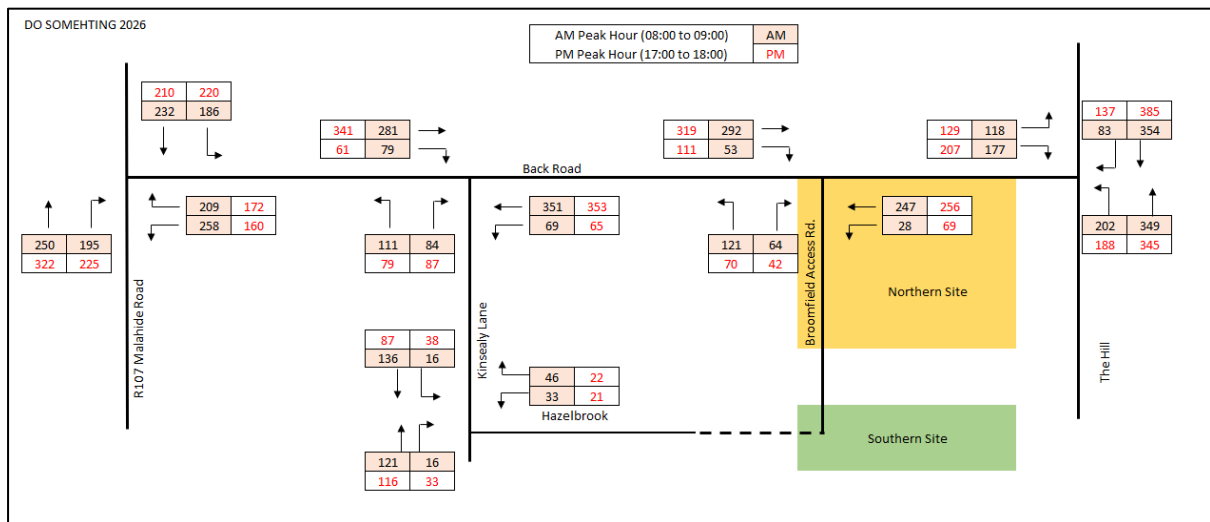 DO SOMEHTING 2026
AM Peak Hour (08:00 to 09:00) AM
PM Peak Hour (17:00 to 18:00) PM
210 220
232 186
341 281
61 79
319 292
111 53
129 118
207 177
137 385
83 354
Back Road
209 172
258 160
250 195
322 225
111 84
79 87
351 353
69 65
121 64
70 42
247 256
28 69
202 349
188 345
R107 Malahide Road
Kinsealy Lane
Broomfield Access Rd.
Northern Site
The Hill
87 38
136 16
46 22
33 21
Hazelbrook
121 16
116 33
Southern Site